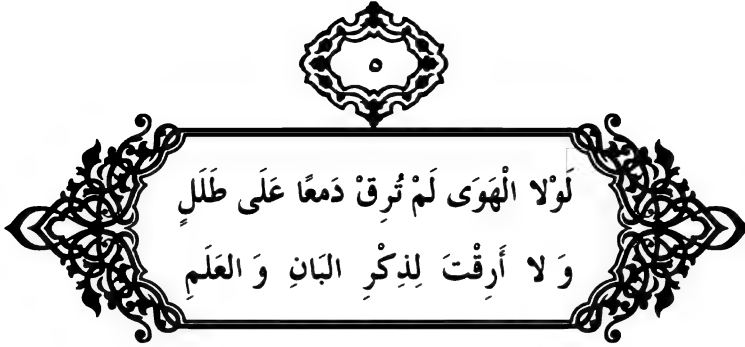 ٥
لَوْلا الْهَوَى لَمْ تُرِقْ دَمعًا عَلَى طَلَلٍ
وَ لا أَرِقْتَ لِذِكْرِ البَانِ وَ العَلَمِ